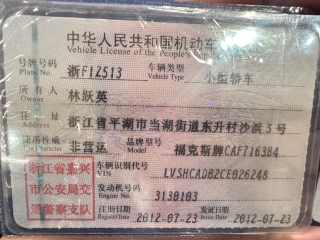 中华人民共和国机动车
Vehicle License of the People's Repub
号牌号码 浙F1Z513 车辆类型 小型轿车
Plate No. Vehicle Type
所有人 林跃英
Owner
住址 浙江省平湖市当湖街道东升村沙浜3号
Address
使用性质 非营运 品牌型号 福克斯牌CAF7163B4
Use Character Model
浙江省嘉兴 车辆识别代号 LVSHCADB2CE026248
VIN
市公安局交 发动机号码 3130103
Engine No.
通警察支队 注册日期 2012-07-23 发证日期 2012-07-23
Register Date Issue Date